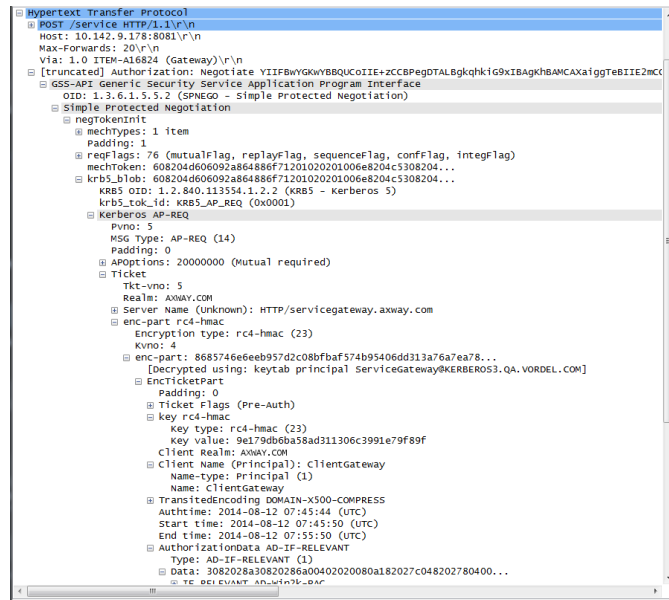 Hypertext Transfer Protocol
POST /service HTTP/1.1\r\n
Host: 10.142.9.178:8081\r\n
Max-Forwards: 20\r\n
Via: 1.0 ITEM-A16824 (Gateway)\r\n
[truncated] Authorization: Negotiate YIIFBwYGKwYBBQUCoIIE+zCCBPegDTALBgkqhkiG9xIBAgKhBAMCAXaiggTeBIIE2mCC
GSS-API Generic Security Service Application Program Interface
OID: 1.3.6.1.5.5.2 (SPNEGO - Simple Protected Negotiation)
Simple Protected Negotiation
negTokenInit
mechTypes: 1 item
Padding: 1
reqFlags: 76 (mutualFlag, replayFlag, sequenceFlag, confFlag, integFlag)
mechToken: 608204d606092a864886f71201020201006e8204c5308204...
krb5_blob: 608204d606092a864886f71201020201006e8204c5308204...
KRB5 OID: 1.2.840.113554.1.2.2 (KRB5 - Kerberos 5)
krb5_tok_id: KRB5_AP_REQ (0x0001)
Kerberos AP-REQ
Pvno: 5
MSG Type: AP-REQ (14)
Padding: 0
APOptions: 20000000 (Mutual required)
Ticket
Tkt-vno: 5
Realm: AXWAY.COM
Server Name (Unknown): HTTP/servicegateway.axway.com
enc-part rc4-hmac
Encryption type: rc4-hmac (23)
Kvno: 4
enc-part: 8685746e6eeb957d2c08bfbaf574b95406dd313a76a7ea78...
[Decrypted using: keytab principal ServiceGateway@KERBEROS3.QA.VORDEL.COM]
EncTicketPart
Padding: 0
Ticket Flags (Pre-Auth)
key rc4-hmac
Key type: rc4-hmac (23)
Key value: 9e179db6ba58ad311306c3991e79f89f
Client Realm: AXWAY.COM
Client Name (Principal): ClientGateway
Name-type: Principal (1)
Name: ClientGateway
TransitedEncoding DOMAIN-X500-COMPRESS
Authtime: 2014-08-12 07:45:44 (UTC)
Start time: 2014-08-12 07:45:50 (UTC)
End time: 2014-08-12 07:55:50 (UTC)
AuthorizationData AD-IF-RELEVANT
Type: AD-IF-RELEVANT (1)
Data: 3082028a30820286a00402020080a182027c048202780400...
IF_RELEVANT AD-Win2k-PAC